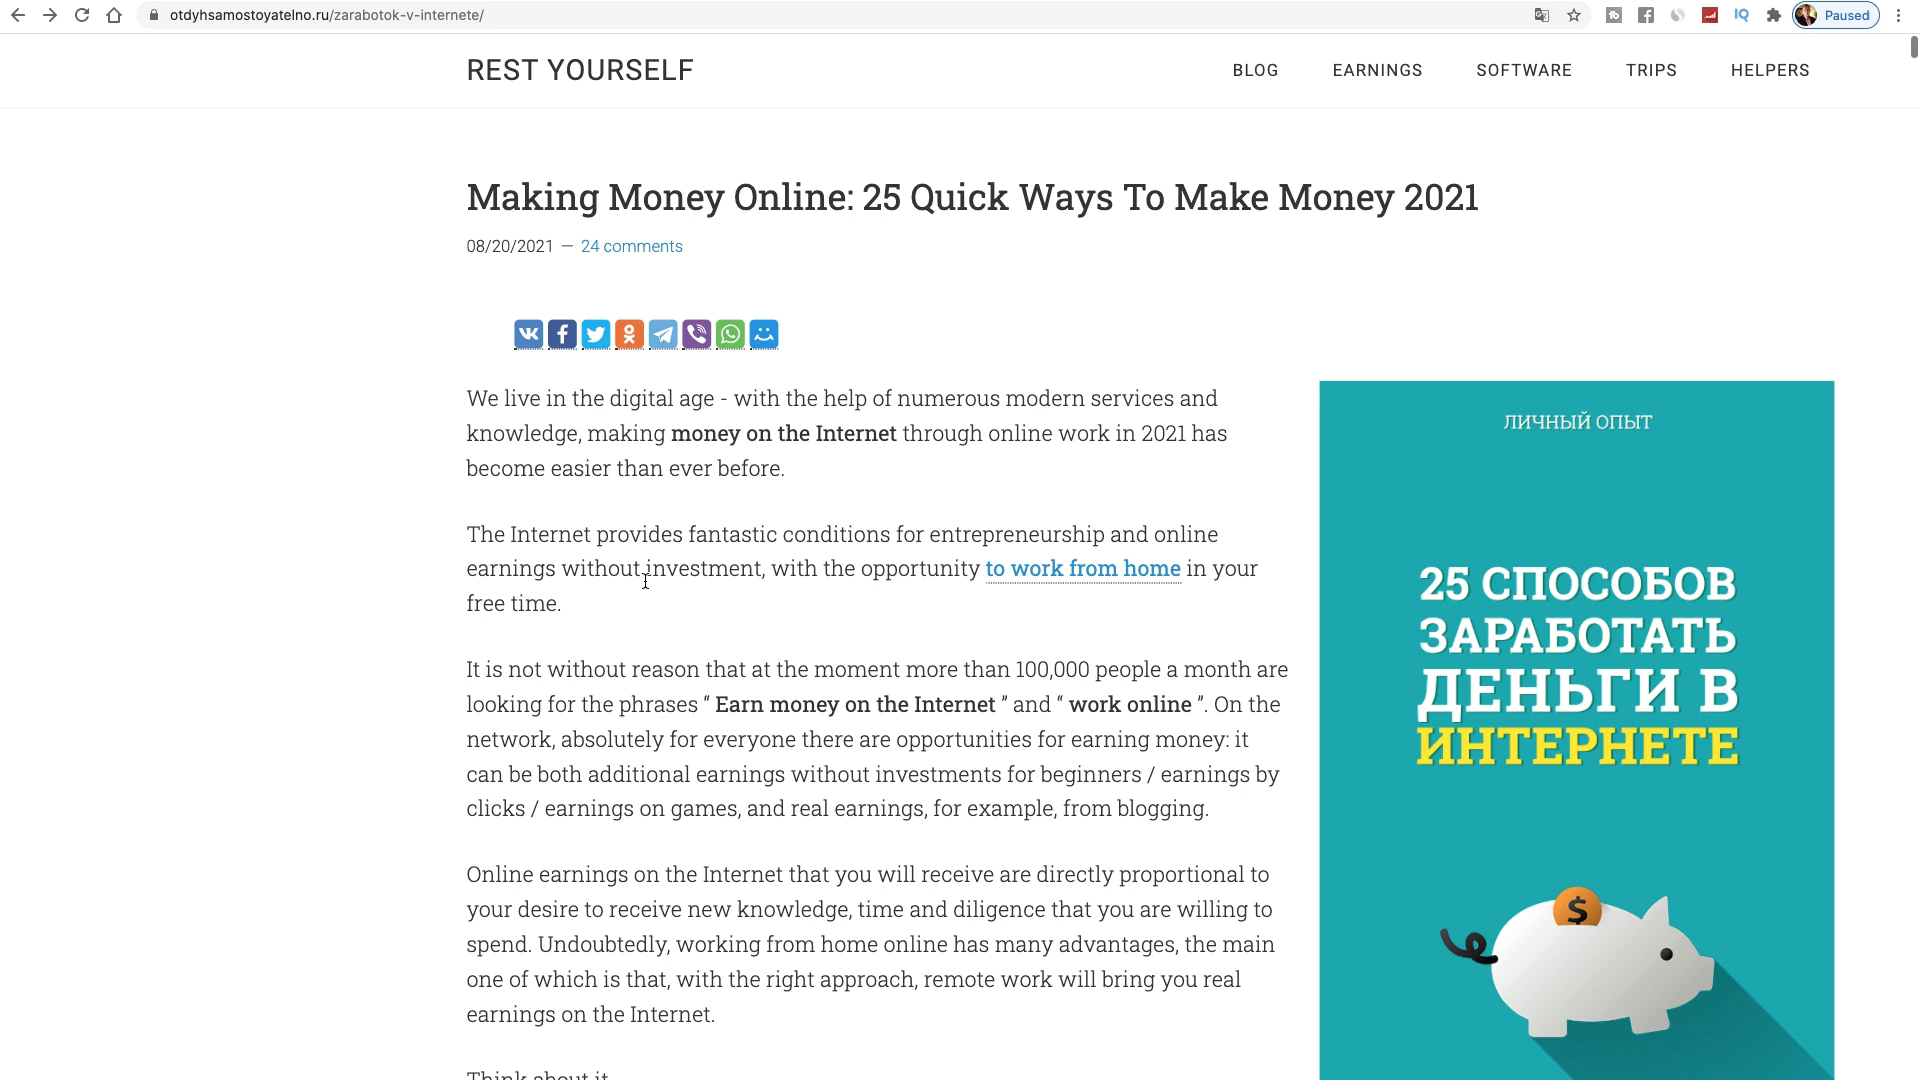 otdyhsamostoyatelno.ru/zarabotok-v-internete/
IQ
Paused
REST YOURSELF
BLOG
EARNINGS
SOFTWARE
TRIPS
HELPERS
Making Money Online: 25 Quick Ways To Make Money 2021
08/20/2021 — 24 comments
We live in the digital age - with the help of numerous modern services and
knowledge, making money on the Internet through online work in 2021 has
become easier than ever before.
The Internet provides fantastic conditions for entrepreneurship and online
earnings without investment, with the opportunity to work from home in your
free time.
It is not without reason that at the moment more than 100,000 people a month are
looking for the phrases “ Earn money on the Internet ” and “ work online ”. On the
network, absolutely for everyone there are opportunities for earning money: it
can be both additional earnings without investments for beginners / earnings by
clicks / earnings on games, and real earnings, for example, from blogging.
Online earnings on the Internet that you will receive are directly proportional to
your desire to receive new knowledge, time and diligence that you are willing to
spend. Undoubtedly, working from home online has many advantages, the main
one of which is that, with the right approach, remote work will bring you real
earnings on the Internet.
Think about it
ЛИЧНЫЙ ОПЫТ
25 СПОСОБОВ
ЗАРАБОТАТЬ
ДЕНЬГИ В
ИНТЕРНЕТЕ
$